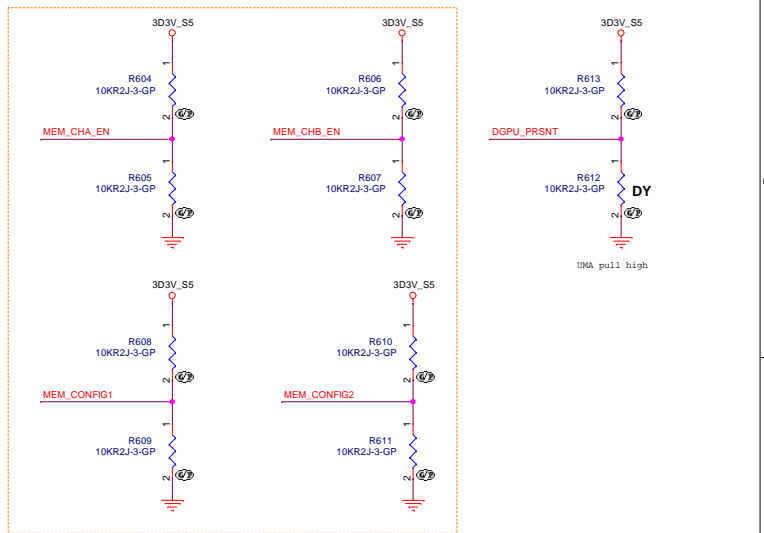 3D3V_S5
R604
10KR2J-3-GP
1
2
MEM_CHA_EN
R605
10KR2J-3-GP
1
2
3D3V_S5
R606
10KR2J-3-GP
1
2
MEM_CHB_EN
R607
10KR2J-3-GP
1
2
3D3V_S5
R613
10KR2J-3-GP
1
2
DGPU_PRSNT
R612
10KR2J-3-GP
1
2
DY
UMA pull high
3D3V_S5
R608
10KR2J-3-GP
1
2
MEM_CONFIG1
R609
10KR2J-3-GP
1
2
3D3V_S5
R610
10KR2J-3-GP
1
2
MEM_CONFIG2
R611
10KR2J-3-GP
1
2